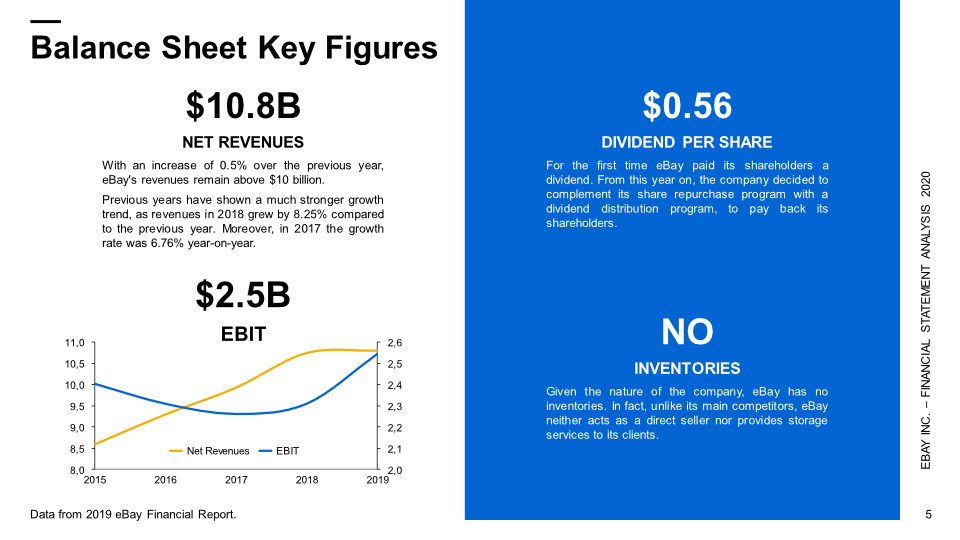 Balance Sheet Key Figures
$10.8B
NET REVENUES
With an increase of 0.5% over the previous year,
eBay's revenues remain above $10 billion.
Previous years have shown a much stronger growth
trend, as revenues in 2018 grew by 8.25% compared
to the previous year. Moreover, in 2017 the growth
rate was 6.76% year-on-year.
$2.5B
EBIT
11,0
10,5
10,0
9,5
9,0
8,5
8,0
2,6
2,5
2,4
2,3
2,2
2,1
2,0
Net Revenues EBIT
2015 2016 2017 2018 2019
Data from 2019 eBay Financial Report.
$0.56
DIVIDEND PER SHARE
For the first time eBay paid its shareholders a
dividend. From this year on, the company decided to
complement its share repurchase program with a
dividend distribution program, to pay back its
shareholders.
NO
INVENTORIES
Given the nature of the company, eBay has no
inventories. In fact, unlike its main competitors, eBay
neither acts as a direct seller nor provides storage
services to its clients.
EBAY INC. – FINANCIAL STATEMENT ANALYSIS 2020
5